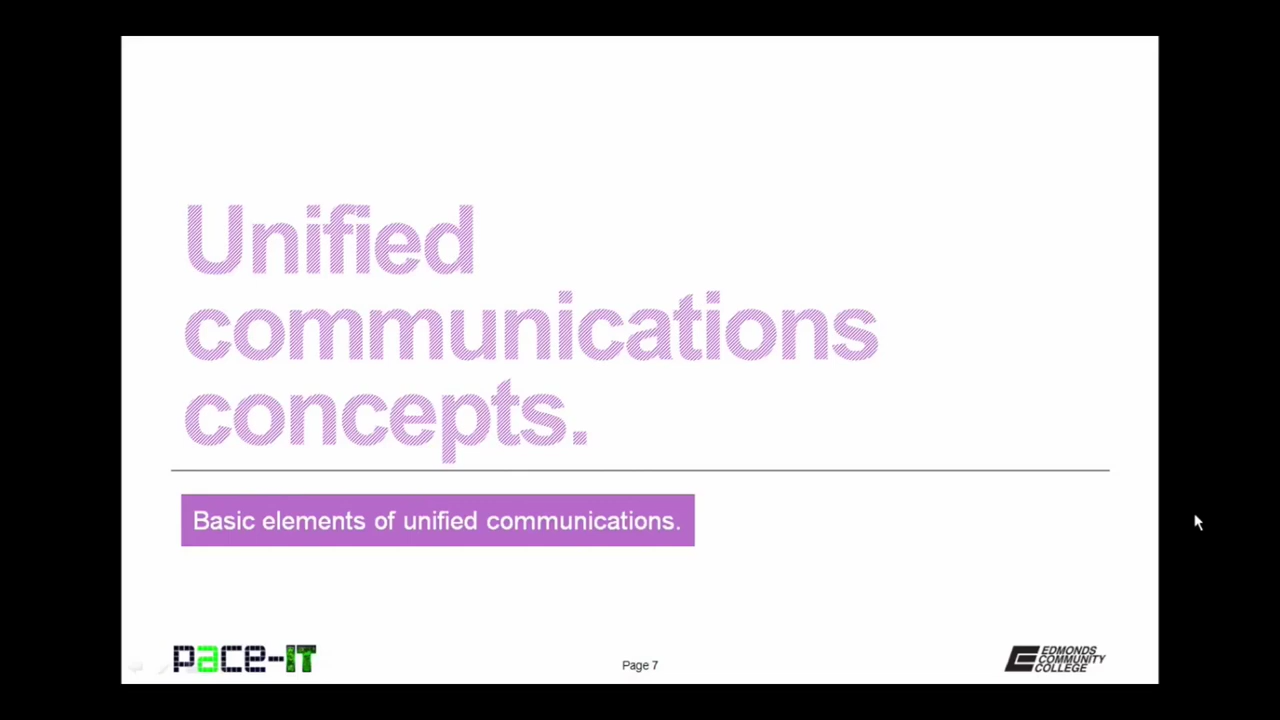 Unified
communications
concepts.
Basic elements of unified communications.
pace-IT
Page 7
EDMONDS
COMMUNITY
COLLEGE